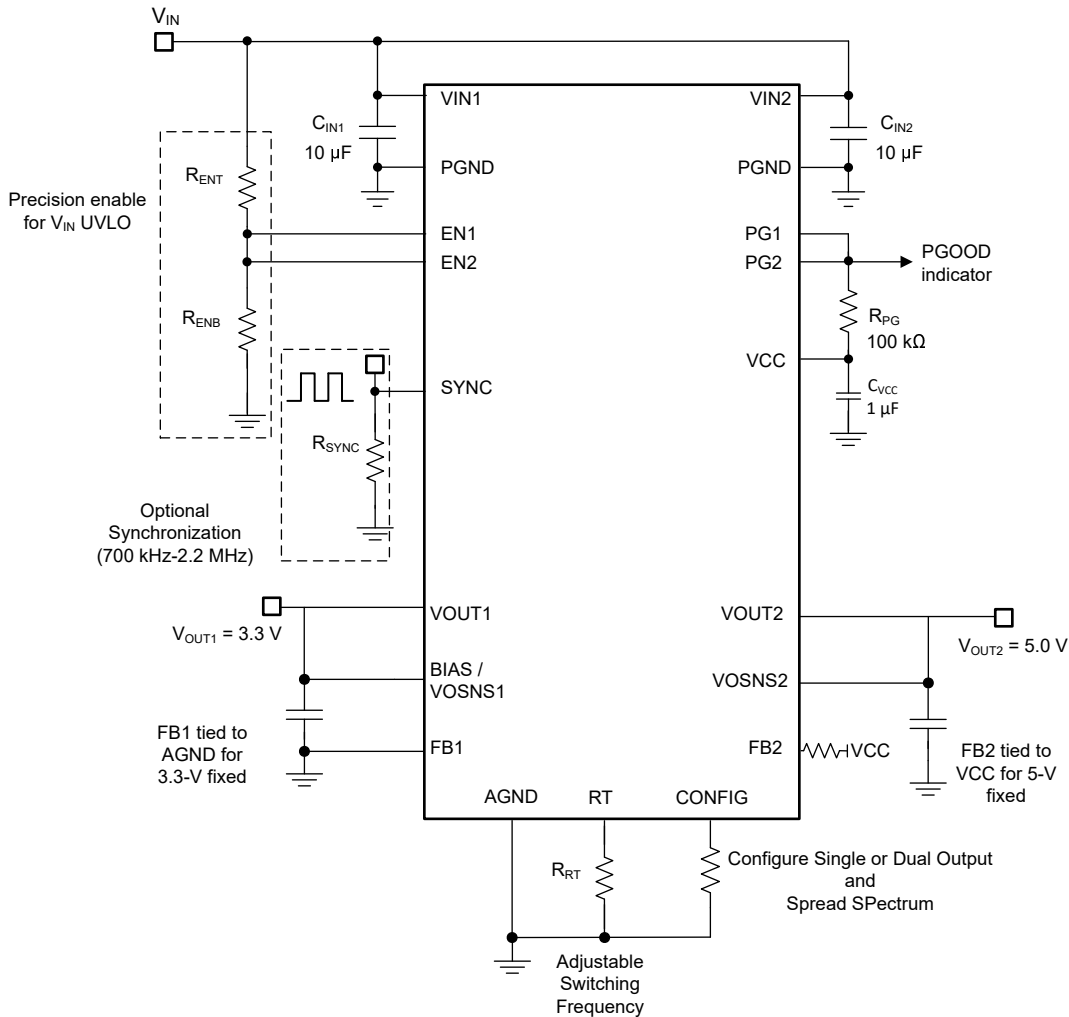 VIN
VIN1
VIN2
CIN1
10 µF
CIN2
10 µF
PGND
PGND
RENT
Precision enable
for VIN UVLO
EN1
EN2
PG1
PG2
PGOOD
indicator
RENB
RPG
100 kΩ
VCC
SYNC
CVCC
1 µF
RSYNC
Optional
Synchronization
(700 kHz-2.2 MHz)
VOUT1
VOUT2
VOUT1 = 3.3 V
VOUT2 = 5.0 V
BIAS /
VOSNS1
VOSNS2
FB1 tied to
AGND for
3.3-V fixed
FB1
FB2
VCC
FB2 tied to
VCC for 5-V
fixed
AGND
RT
CONFIG
RRT
Configure Single or Dual Output
and
Spread SPectrum
Adjustable
Switching
Frequency